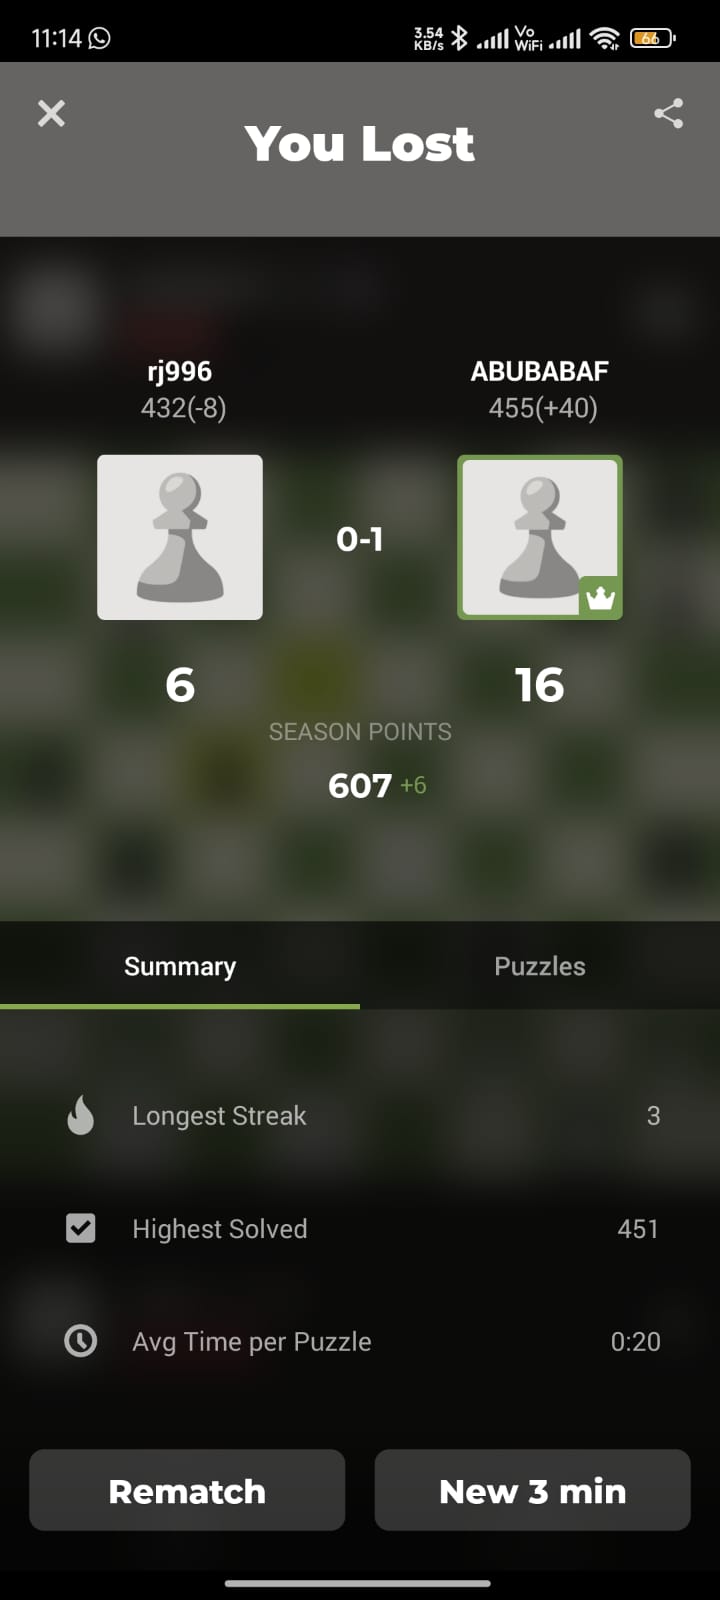 11:14
3.54
KB/s
Vo
WiFi
66
You Lost
rj996
432(-8)
ABUBABAF
455(+40)
0-1
6
16
SEASON POINTS
607 +6
Summary
Puzzles
Longest Streak
3
Highest Solved
451
Avg Time per Puzzle
0:20
Rematch
New 3 min